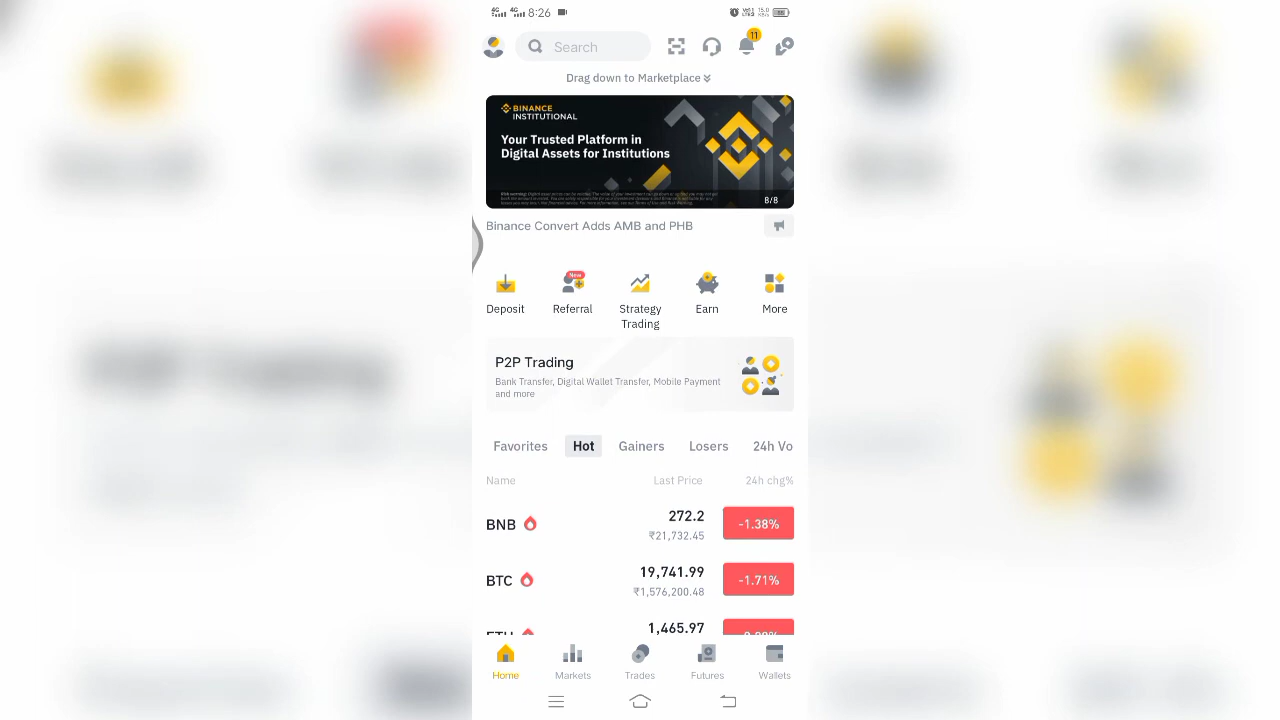 4G 4G 8:26
Search
11
Drag down to Marketplace
BINANCE
INSTITUTIONAL
Your Trusted Platform in
Digital Assets for Institutions
8/8
Binance Convert Adds AMB and PHB
New
Deposit Referral Strategy Trading Earn More
P2P Trading
Bank Transfer, Digital Wallet Transfer, Mobile Payment
and more
Favorites Hot Gainers Losers 24h Vo
Name Last Price 24h chg%
BNB 272.2 -1.38%
₹21,732.45
BTC 19,741.99 -1.71%
₹1,576,200.48
ETH 1,465.97
Home Markets Trades Futures Wallets